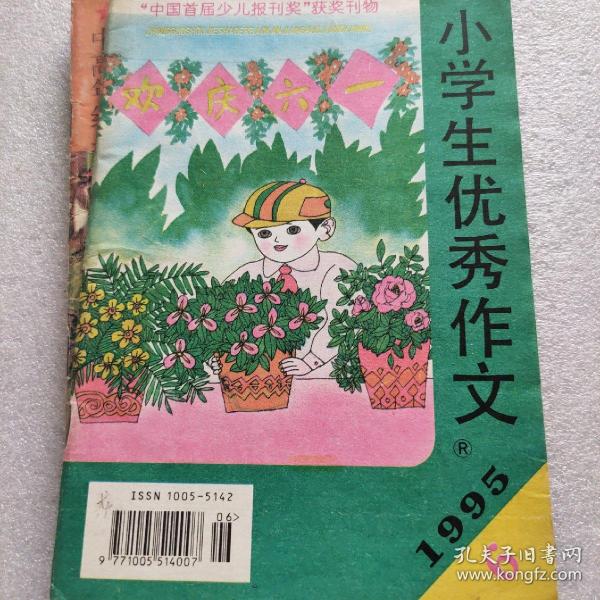 “中国首届少儿报刊奖”获奖刊物
欢庆六一
小学生优秀作文
®
1995
ISSN 1005-5142
06>
9 771005 514007
孔夫子旧书网
www.kongfz.com